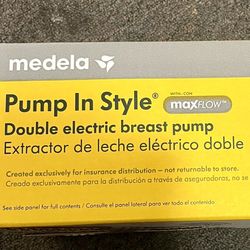 medela
Pump In Style® WITH maxFLOW™
Double electric breast pump
Extractor de leche eléctrico doble
Created exclusively for insurance distribution — not returnable to store.
Creado exclusivamente para la distribución a través de aseguradoras, no se
See side panel for full contents / Consulte el panel lateral para ver todo el contenido.